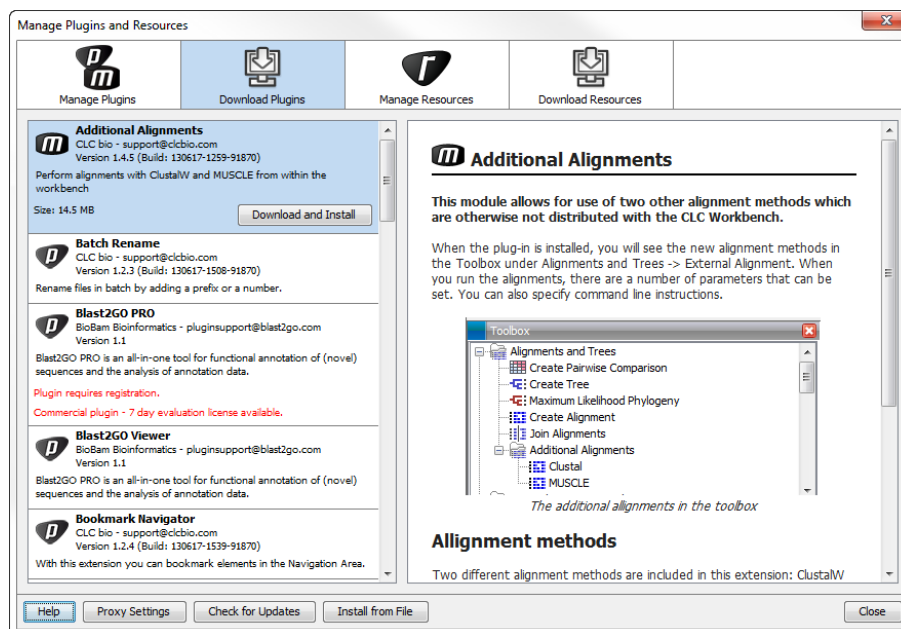 Manage Plugins and Resources
Manage Plugins
Download Plugins
Manage Resources
Download Resources
Additional Alignments
CLC bio - support@clcbio.com
Version 1.4.5 (Build: 130617-1259-91870)
Perform alignments with ClustalW and MUSCLE from within the
workbench
Size: 14.5 MB
Download and Install
Batch Rename
CLC bio - support@clcbio.com
Version 1.2.3 (Build: 130617-1508-91870)
Rename files in batch by adding a prefix or a number.
Blast2GO PRO
BioBam Bioinformatics - pluginsupport@blast2go.com
Version 1.1
Blast2GO PRO is an all-in-one tool for functional annotation of (novel)
sequences and the analysis of annotation data.
Plugin requires registration.
Commercial plugin - 7 day evaluation license available.
Blast2GO Viewer
BioBam Bioinformatics - pluginsupport@blast2go.com
Version 1.1
Blast2GO PRO is an all-in-one tool for functional annotation of (novel)
sequences and the analysis of annotation data.
Bookmark Navigator
CLC bio - support@clcbio.com
Version 1.2.4 (Build: 130617-1539-91870)
With this extension you can bookmark elements in the Navigation Area.
Additional Alignments
This module allows for use of two other alignment methods which
are otherwise not distributed with the CLC Workbench.
When the plug-in is installed, you will see the new alignment methods in
the Toolbox under Alignments and Trees -> External Alignment. When
you run the alignments, there are a number of parameters that can be
set. You can also specify command line instructions.
Toolbox
Alignments and Trees
Create Pairwise Comparison
Create Tree
Maximum Likelihood Phylogeny
Create Alignment
Join Alignments
Additional Alignments
Clustal
MUSCLE
The additional allignments in the toolbox
Allignment methods
Two different alignment methods are included in this extension: ClustalW
Help
Proxy Settings
Check for Updates
Install from File
Close